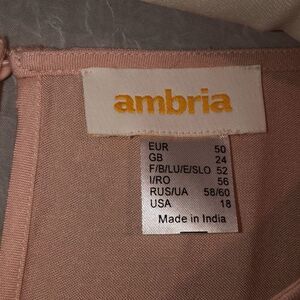 ambria
EUR 50
GB 24
F/B/LU/E/SLO 52
I/RO 56
RUS/UA 58/60
USA 18
Made in India